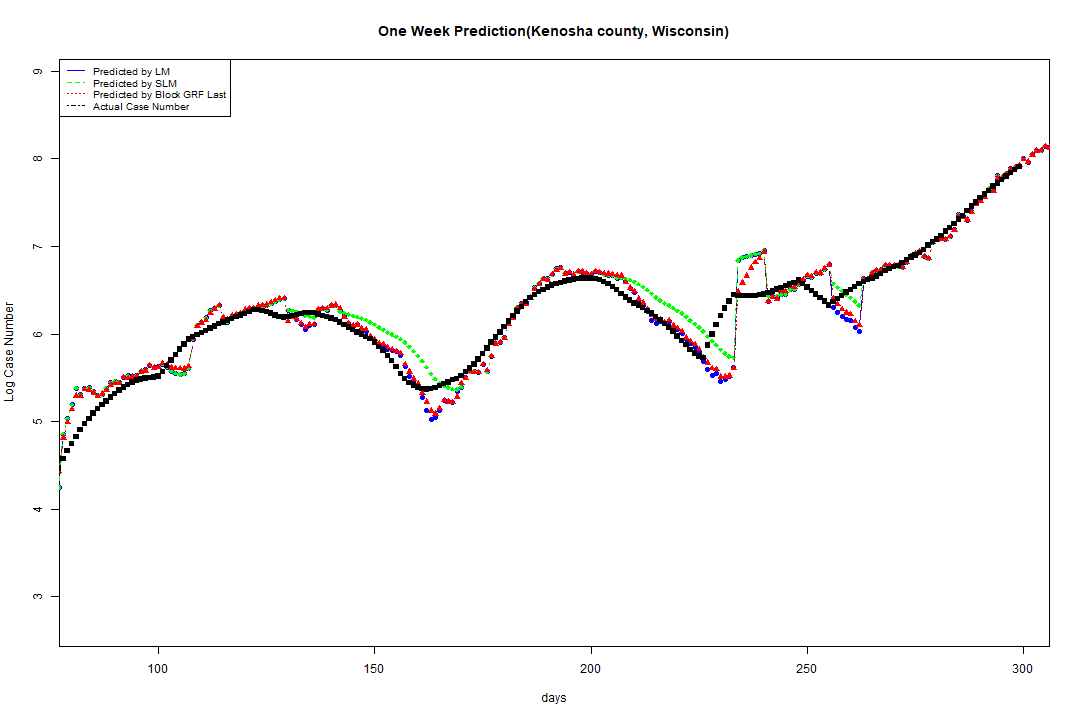 One Week Prediction(Kenosha county, Wisconsin)
Predicted by LM
Predicted by SLM
Predicted by Block GRF Last
Actual Case Number
Log Case Number
9
8
7
6
5
4
3
100 150 200 250 300
days